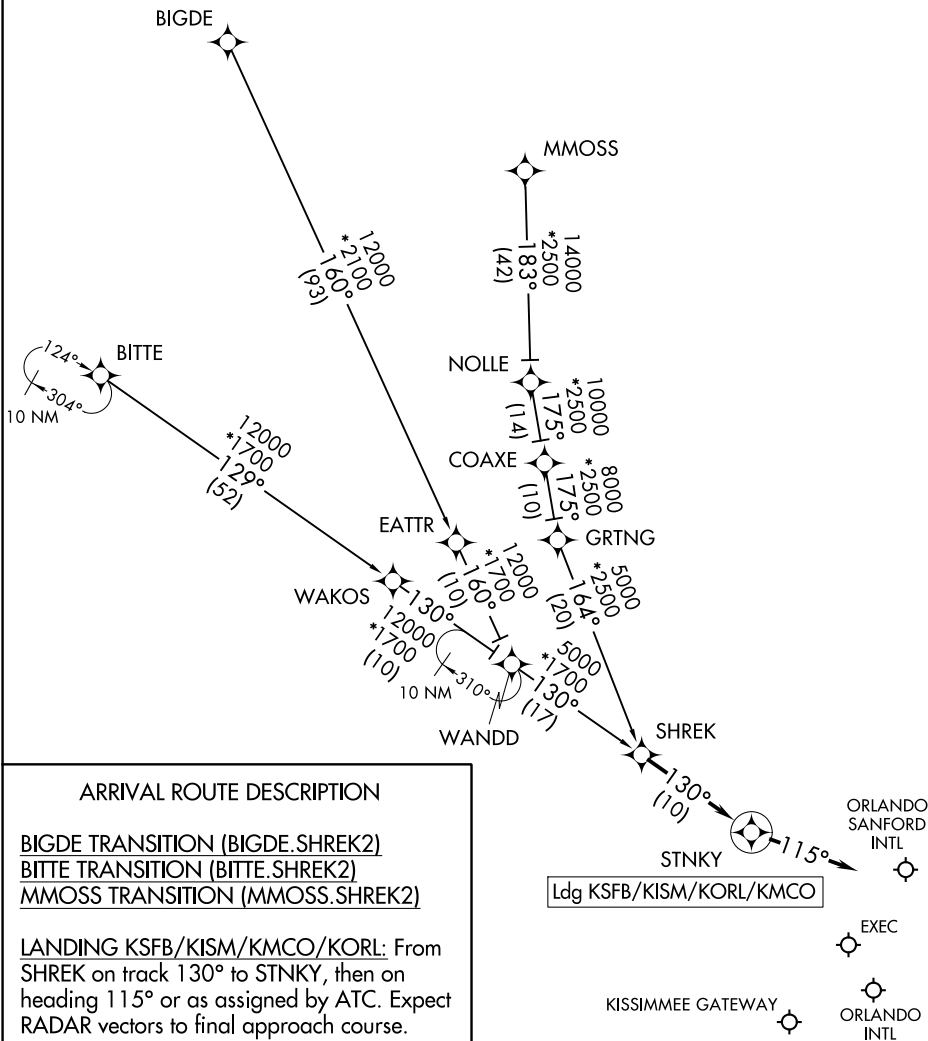 BIGDE
MMOSS
12000
*2100
160°
(93)
14000
*2500
183°
(42)
BITTE
124°
304°
10 NM
NOLLE
10000
*2500
175°
(14)
12000
*1700
129°
(52)
COAXE
8000
*2500
175°
(10)
EATTR
GRTNG
12000
*1700
160°
(10)
5000
*2500
164°
(20)
WAKOS
130°
12000
*1700
(10)
310°
10 NM
5000
*1700
130°
(17)
WANDD
SHREK
130°
(10)
STNKY
115°
Ldg KSFB/KISM/KORL/KMCO
ORLANDO
SANFORD
INTL
EXEC
KISSIMMEE GATEWAY
ORLANDO
INTL
ARRIVAL ROUTE DESCRIPTION
BIGDE TRANSITION (BIGDE.SHREK2)
BITTE TRANSITION (BITTE.SHREK2)
MMOSS TRANSITION (MMOSS.SHREK2)
LANDING KSFB/KISM/KMCO/KORL: From
SHREK on track 130° to STNKY, then on
heading 115° or as assigned by ATC. Expect
RADAR vectors to final approach course.